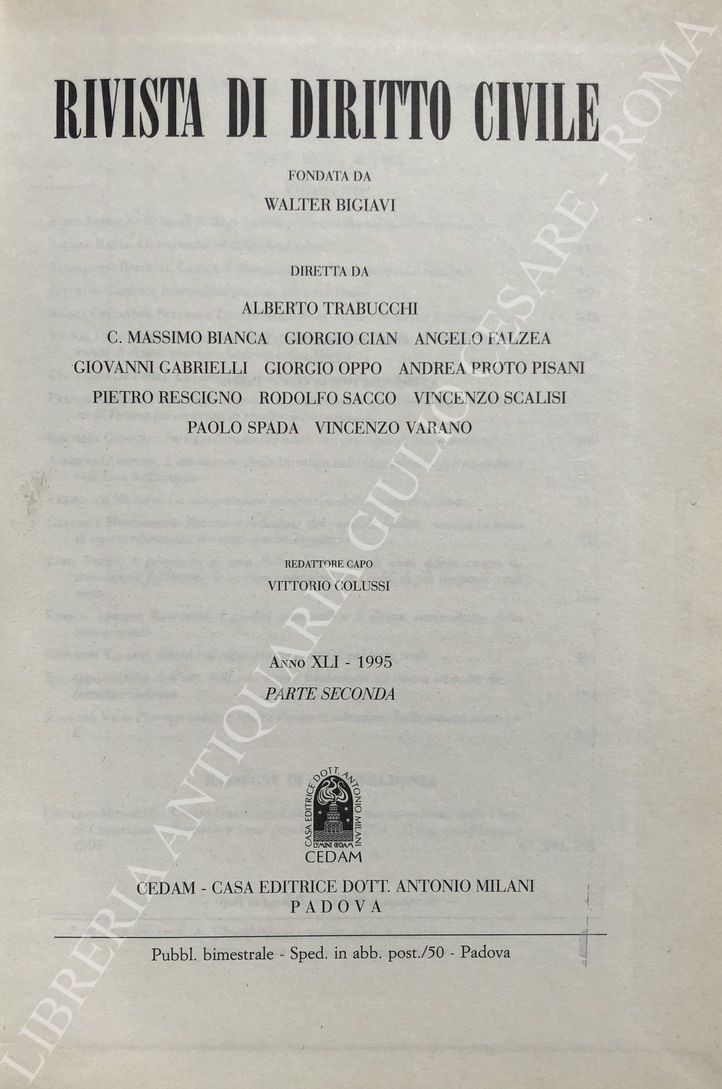 RIVISTA DI DIRITTO CIVILE
FONDATA DA
WALTER BIGIAVI
DIRETTA DA
ALBERTO TRABUCCHI
C. MASSIMO BIANCA GIORGIO CIAN ANGELO FALZEA
GIOVANNI GABRIELLI GIORGIO OPPO ANDREA PROTO PISANI
PIETRO RESCIGNO RODOLFO SACCO VINCENZO SCALISI
PAOLO SPADA VINCENZO VARANO
REDATTORE CAPO
VITTORIO COLUSSI
ANNO XLI - 1995
PARTE SECONDA
CASA EDITRICE DOTT. ANTONIO MILANI
LVMINI CEDAM
CEDAM
CEDAM - CASA EDITRICE DOTT. ANTONIO MILANI
PADOVA
Pubbl. bimestrale - Sped. in abb. post./50 - Padova
LIBRERIA ANTIQUARIA GIULIO CESARE - ROMA